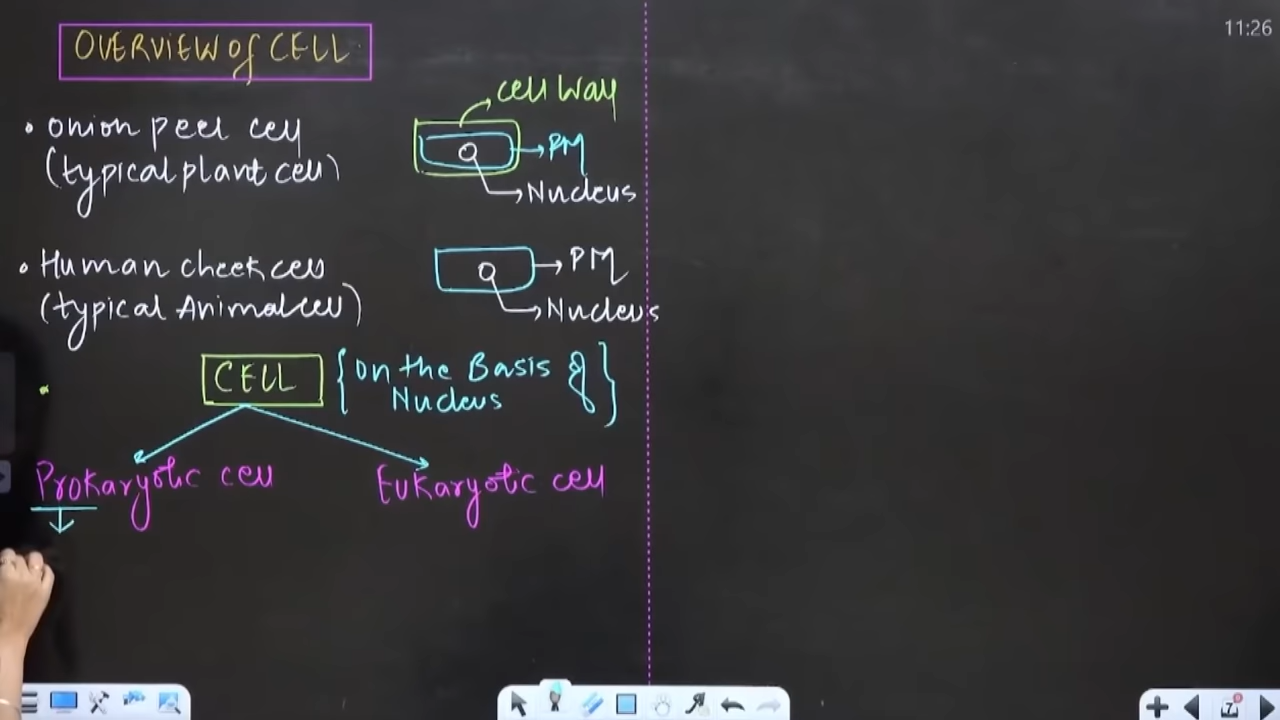 11:26
OVERVIEW of CELL
cell wall
• Onion peel cell
(typical plant cell)
PM
Nucleus
• Human cheek cell
(typical Animal cell)
PM
Nucleus
CELL {on the Basis of
Nucleus}
Prokaryotic cell
Eukaryotic cell
7